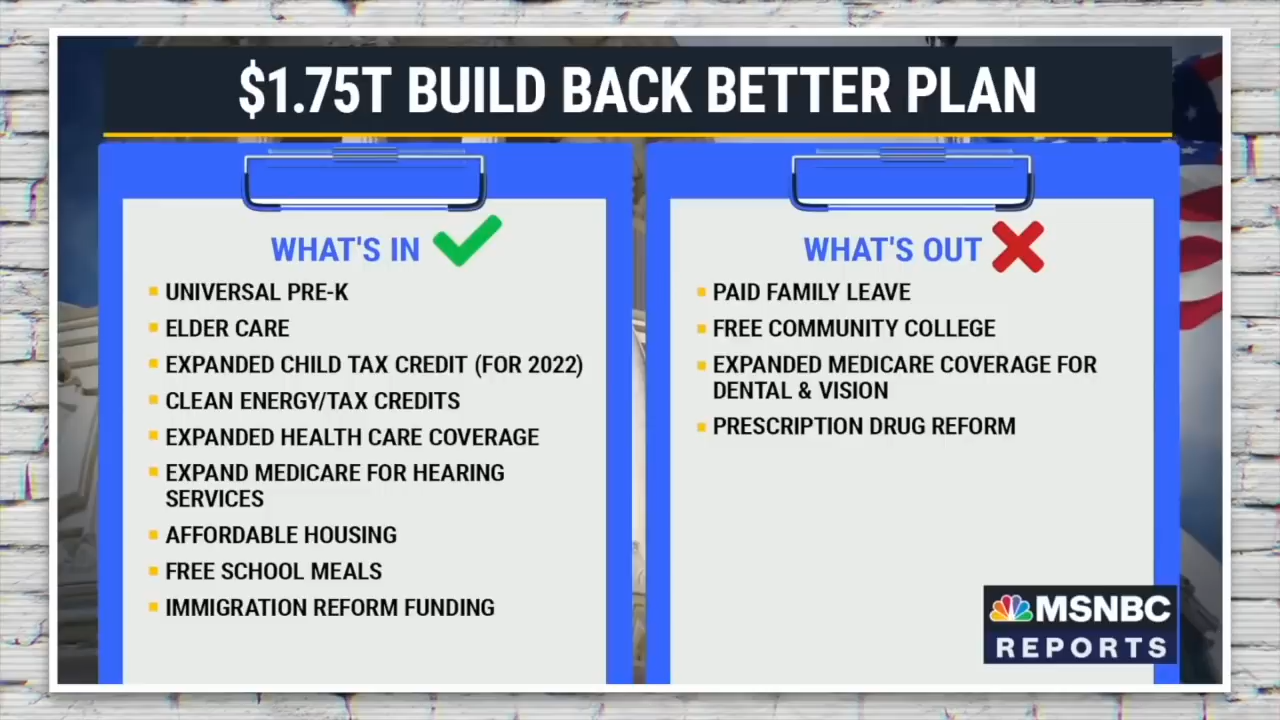 $1.75T BUILD BACK BETTER PLAN
WHAT'S IN
UNIVERSAL PRE-K
ELDER CARE
EXPANDED CHILD TAX CREDIT (FOR 2022)
CLEAN ENERGY/TAX CREDITS
EXPANDED HEALTH CARE COVERAGE
EXPAND MEDICARE FOR HEARING
SERVICES
AFFORDABLE HOUSING
FREE SCHOOL MEALS
IMMIGRATION REFORM FUNDING
WHAT'S OUT
PAID FAMILY LEAVE
FREE COMMUNITY COLLEGE
EXPANDED MEDICARE COVERAGE FOR
DENTAL & VISION
PRESCRIPTION DRUG REFORM
MSNBC
REPORTS